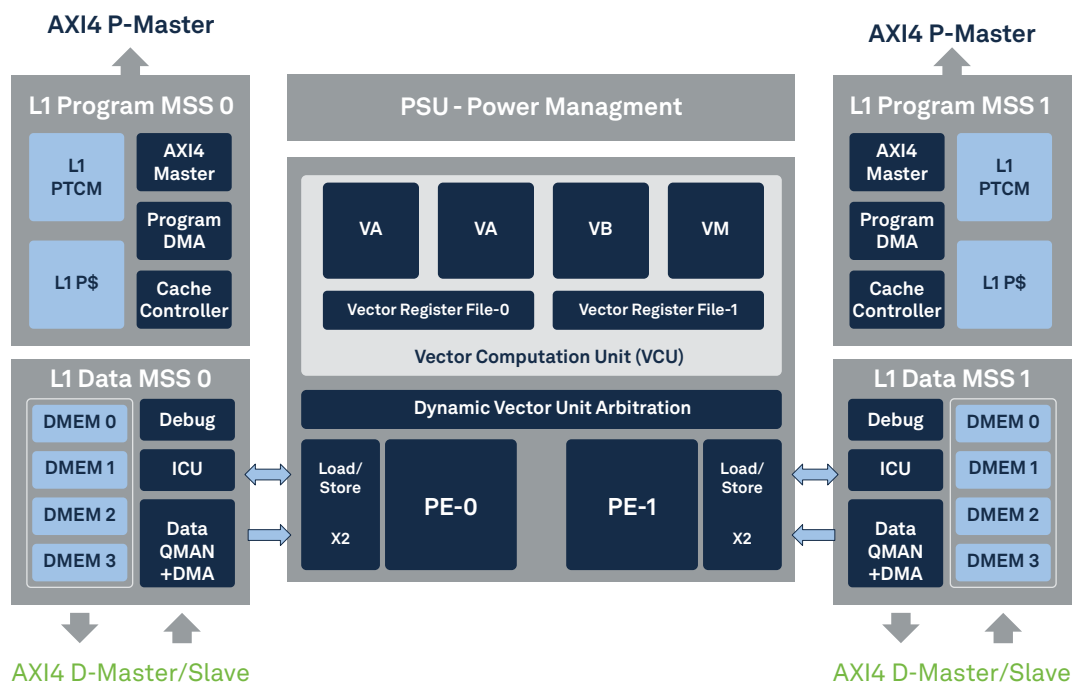 AXI4 P-Master
L1 Program MSS 0
L1
PTCM
L1 P$
AXI4
Master
Program
DMA
Cache
Controller
L1 Data MSS 0
DMEM 0
DMEM 1
DMEM 2
DMEM 3
Debug
ICU
Data
QMAN
+DMA
AXI4 D-Master/Slave
PSU - Power Managment
VA
VA
VB
VM
Vector Register File-0
Vector Register File-1
Vector Computation Unit (VCU)
Dynamic Vector Unit Arbitration
Load/
Store
X2
PE-0
PE-1
Load/
Store
X2
AXI4 P-Master
L1 Program MSS 1
AXI4
Master
Program
DMA
Cache
Controller
L1
PTCM
L1 P$
L1 Data MSS 1
Debug
ICU
Data
QMAN
+DMA
DMEM 0
DMEM 1
DMEM 2
DMEM 3
AXI4 D-Master/Slave